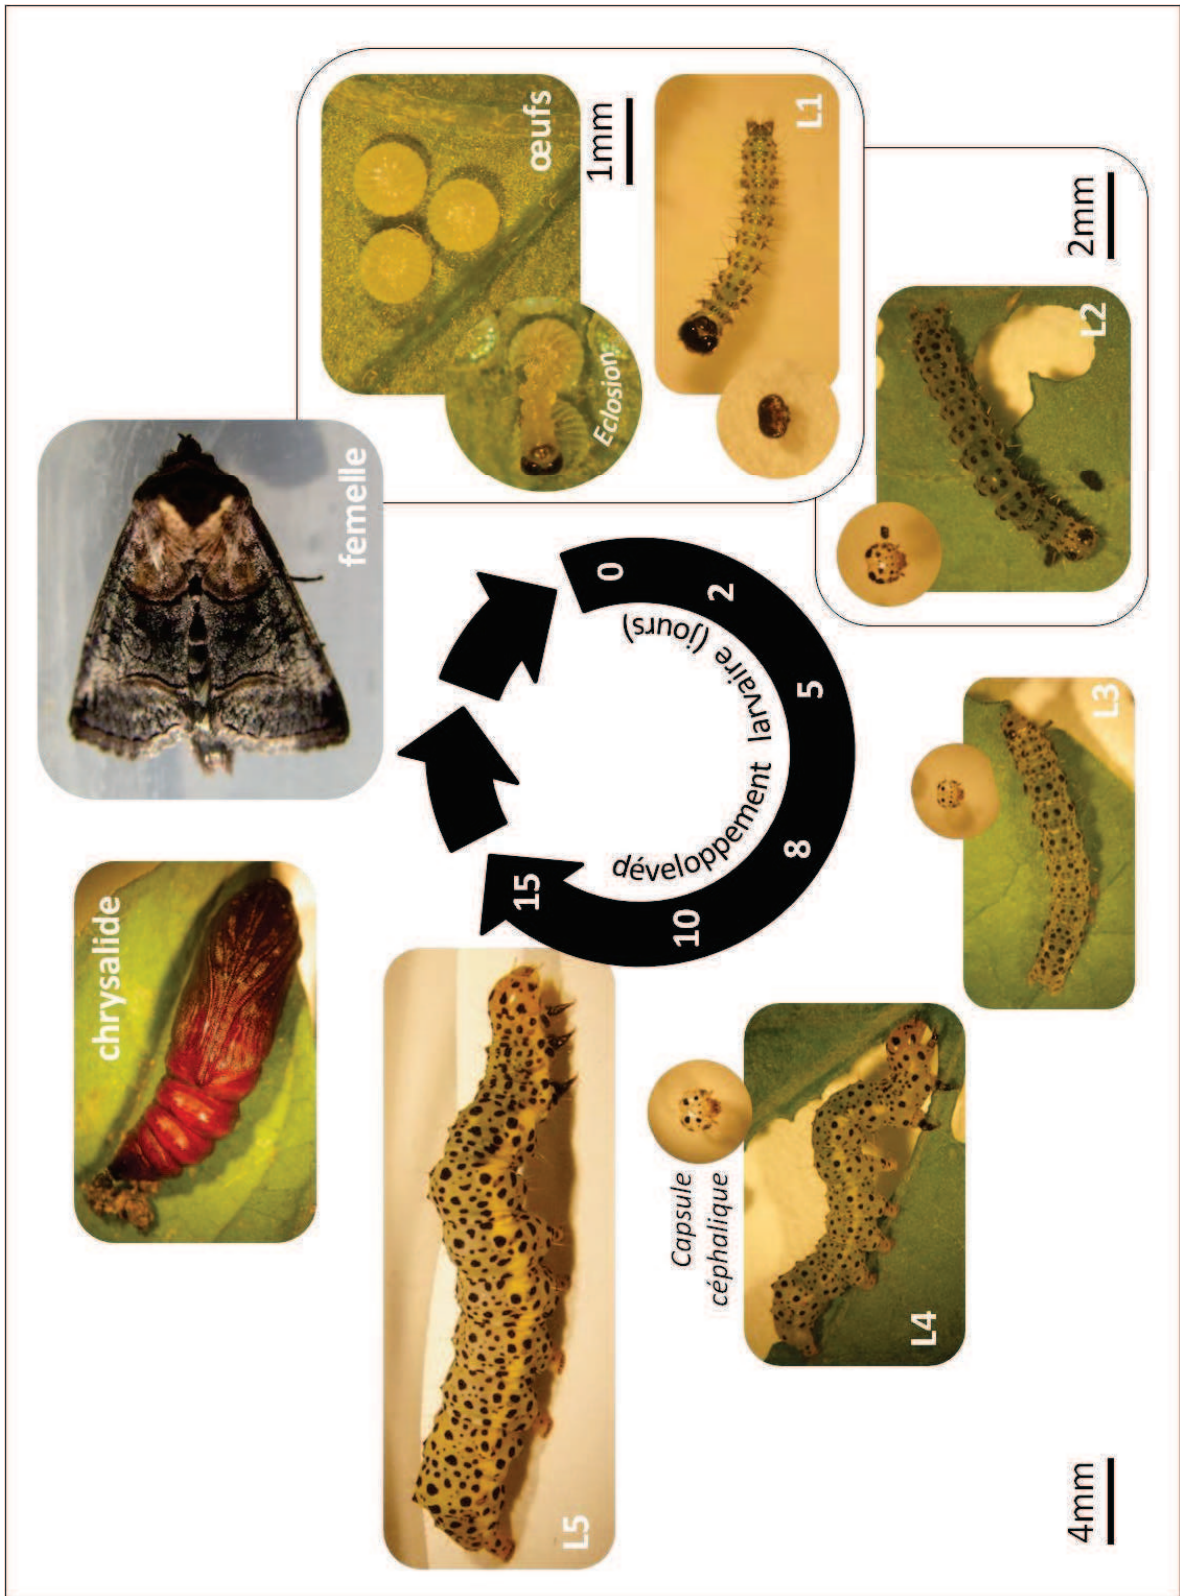 chrysalide
femelle
œufs
Eclosion
1mm
L1
L2
2mm
L3
Capsule
céphalique
L4
L5
4mm
développement larvaire (jours)
0
2
5
8
10
15